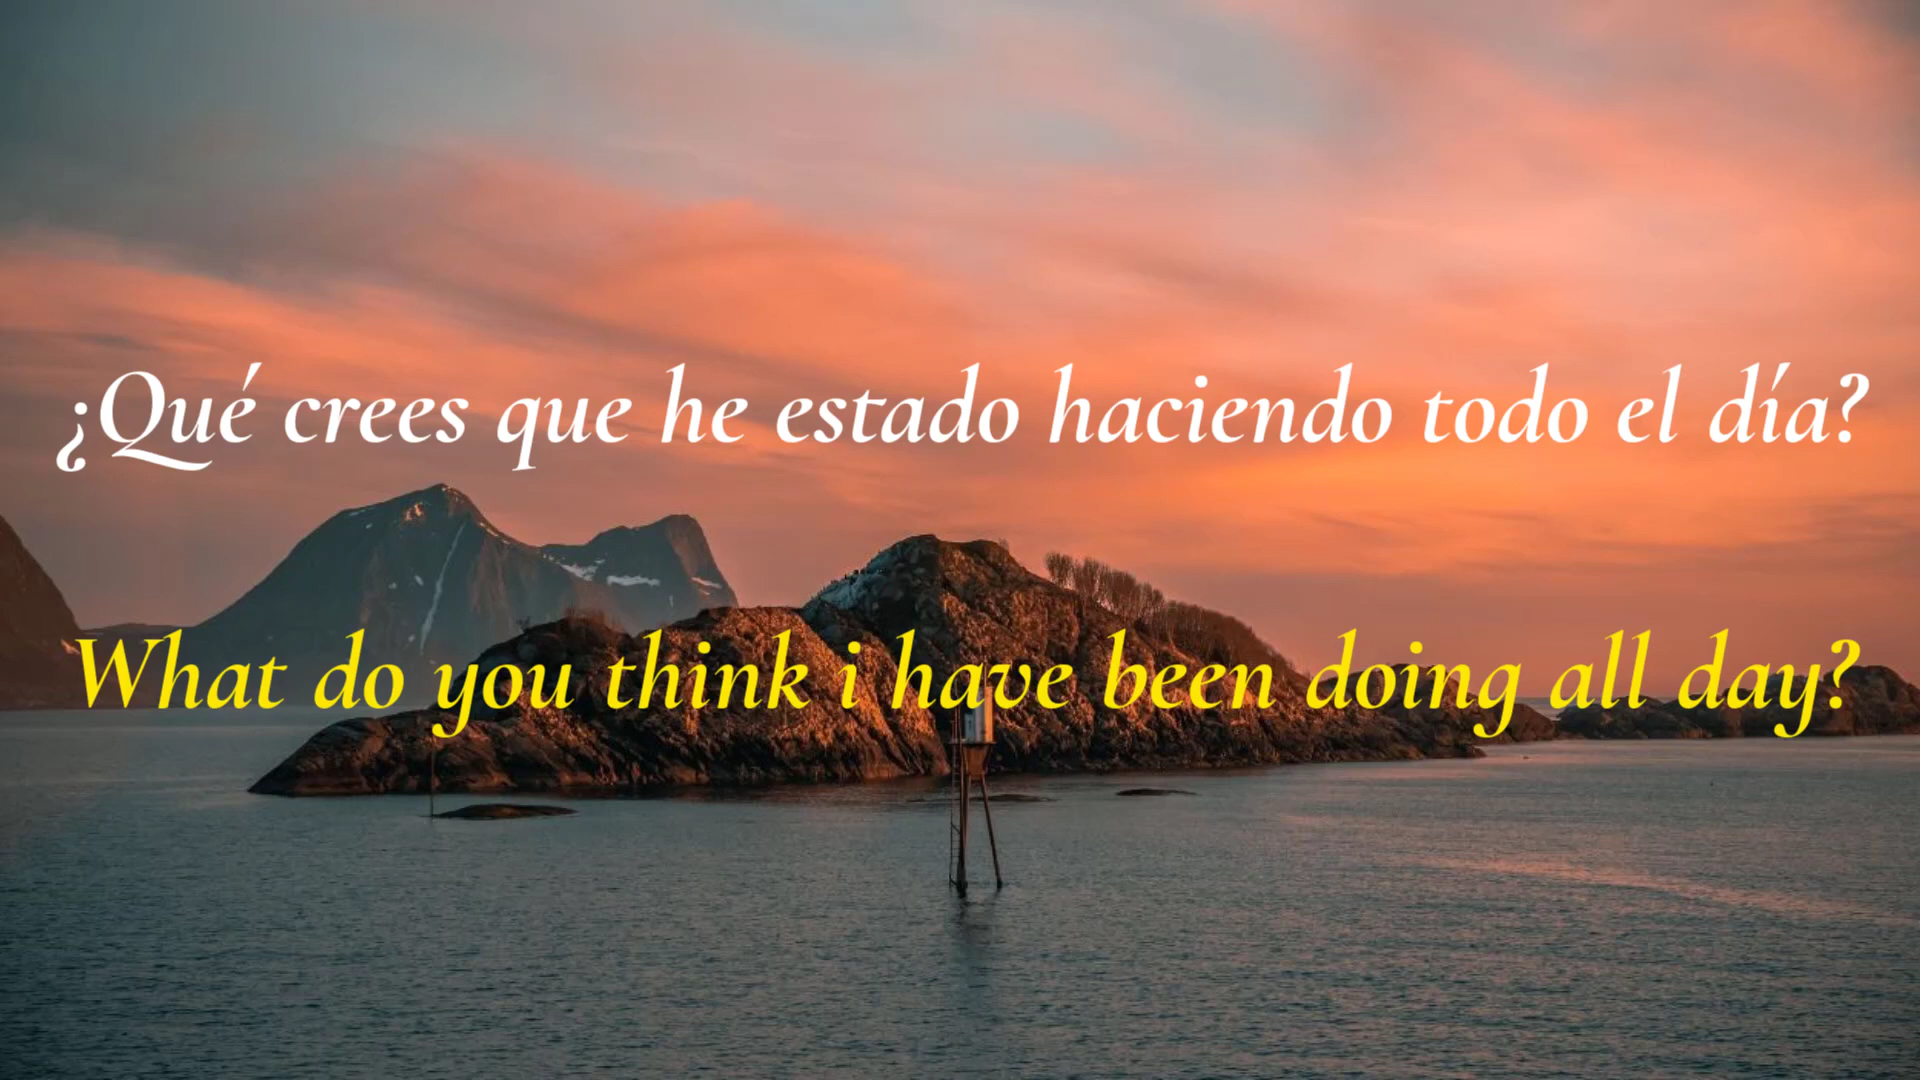 ¿Qué crees que he estado haciendo todo el día?
What do you think i have been doing all day?